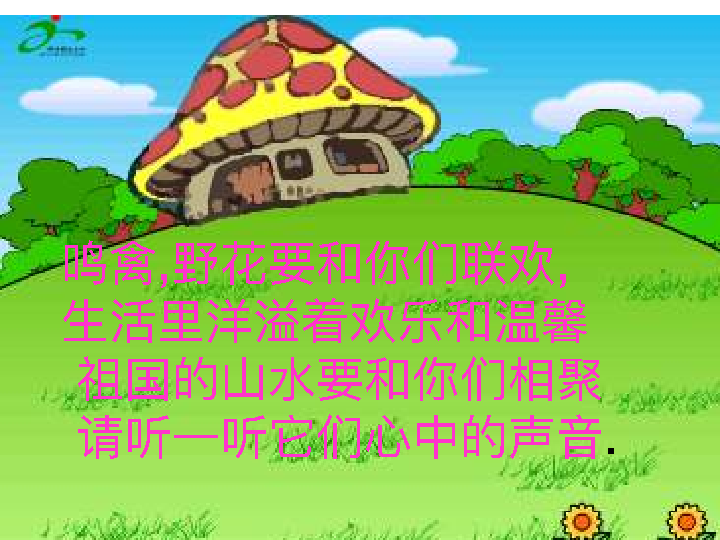 鸣禽,野花要和你们联欢,
生活里洋溢着欢乐和温馨
祖国的山水要和你们相聚
请听一听它们心中的声音.